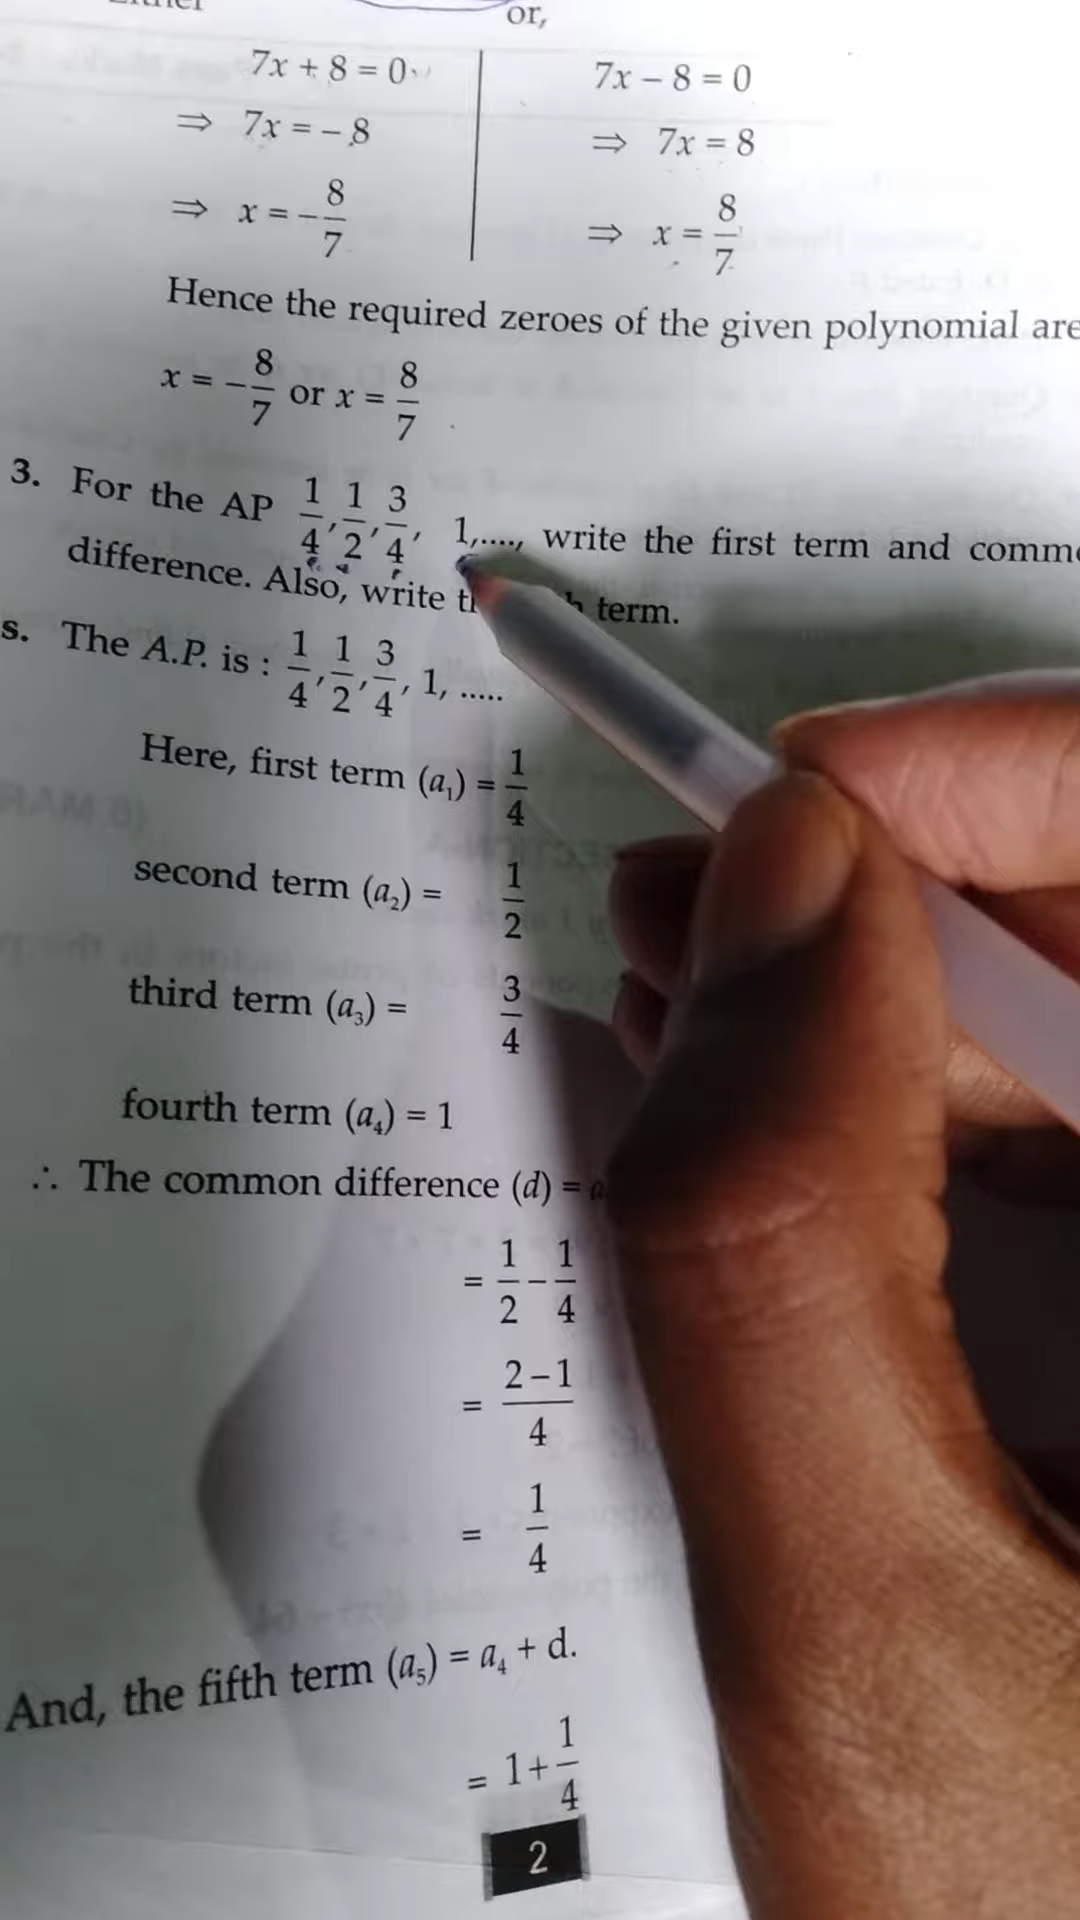 or,
7x + 8 = 0
7x – 8 = 0
⇒ 7x = – 8
⇒ 7x = 8
⇒ x = – 8/7
⇒ x = 8/7
Hence the required zeroes of the given polynomial are
x = – 8/7 or x = 8/7
3. For the AP 1/4, 1/2, 3/4, 1,...., write the first term and
difference. Also, write term.
s. The A.P. is : 1/4, 1/2, 3/4, 1, .....
Here, first term (a₁) = 1/4
second term (a₂) = 1/2
third term (a₃) = 3/4
fourth term (a₄) = 1
∴ The common difference (d) =
= 1/2 – 1/4
= 2 – 1/4
= 1/4
And, the fifth term (a₅) = a₄ + d.
= 1 + 1/4
2